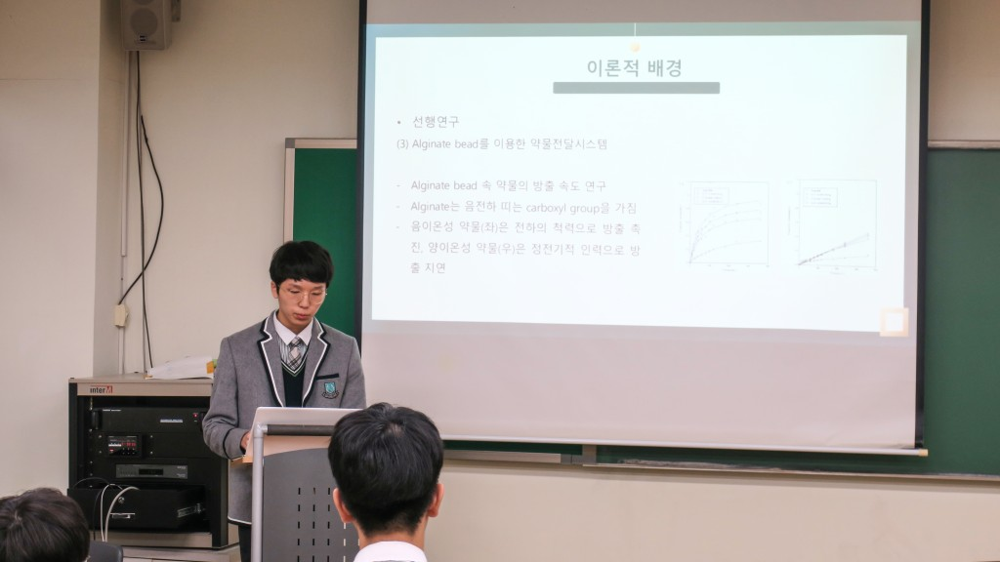 이론적 배경
• 선행연구
(3) Alginate bead를 이용한 약물전달시스템
- Alginate bead 속 약물의 방출 속도 연구
- Alginate는 음전하 띠는 carboxyl group을 가짐
- 음이온성 약물(좌)은 전하의 척력으로 방출 촉
진, 양이온성 약물(우)은 정전기적 인력으로 방
출 지연
interM